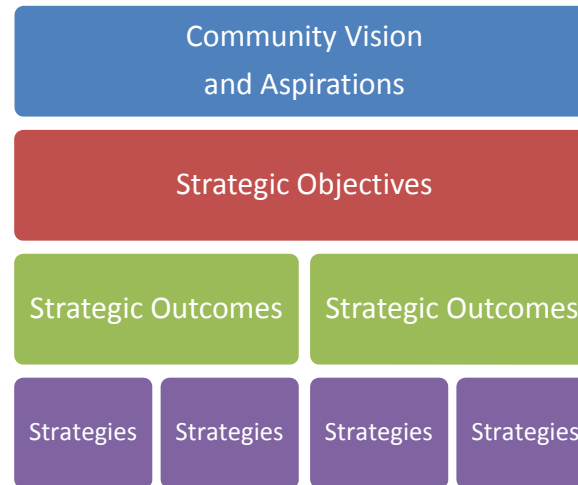 Community Vision
and Aspirations
Strategic Objectives
Strategic Outcomes Strategic Outcomes
Strategies Strategies Strategies Strategies